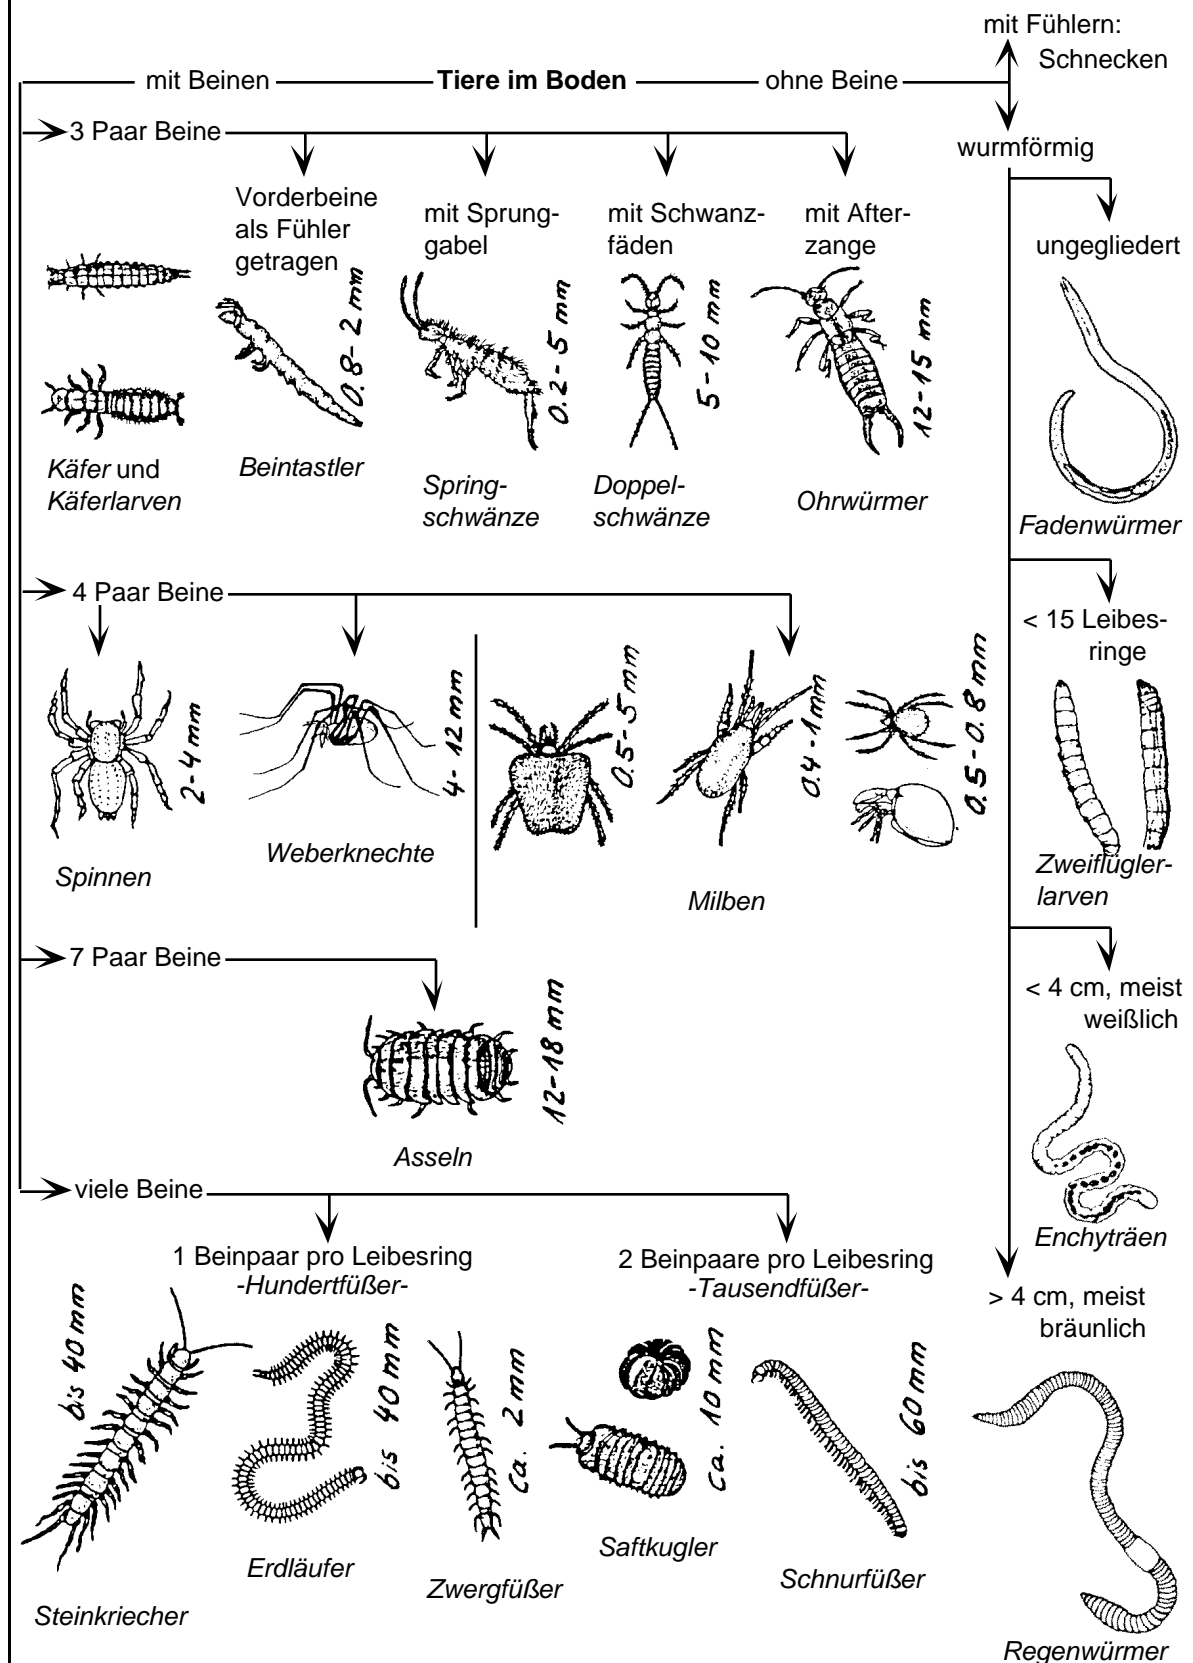 mit Fühlern:
Schnecken
mit Beinen Tiere im Boden ohne Beine
3 Paar Beine
wurmförmig
Vorderbeine
als Fühler
getragen
mit Sprung-
gabel
mit Schwanz-
fäden
mit After-
zange
ungegliedert
0.8-2 mm
0.2-5 mm
5-10 mm
12-15 mm
Käfer und
Käferlarven
Beintastler
Spring-
schwänze
Doppel-
schwänze
Ohrwürmer
Fadenwürmer
4 Paar Beine
< 15 Leibes-
ringe
2-4 mm
4-12 mm
0.5-5 mm
0.4-1 mm
0.5-0.8 mm
Spinnen
Weberknechte
Milben
Zweiflügler-
larven
7 Paar Beine
< 4 cm, meist
weißlich
12-18 mm
Asseln
Enchyträen
viele Beine
1 Beinpaar pro Leibesring
-Hundertfüßer-
2 Beinpaare pro Leibesring
-Tausendfüßer-
> 4 cm, meist
bräunlich
bis 40 mm
bis 40 mm
ca. 2 mm
ca. 10 mm
bis 60 mm
Steinkriecher
Erdläufer
Zwergfüßer
Saftkugler
Schnurfüßer
Regenwürmer